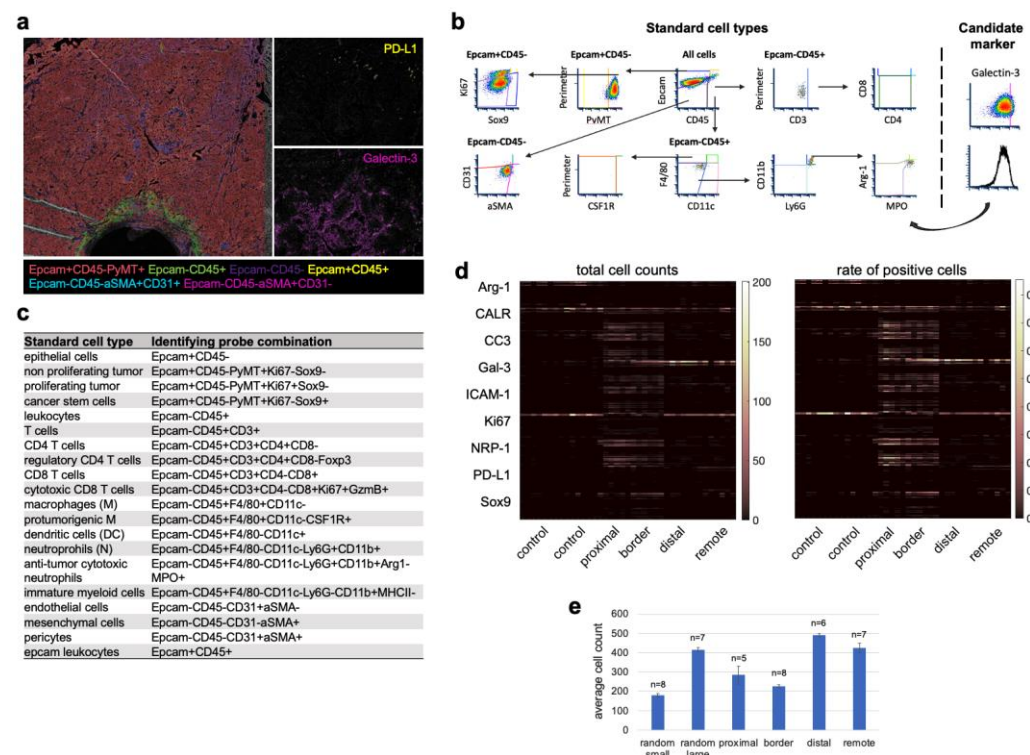 a
PD-L1
Galectin-3
Epcam+CD45-PyMT+ Epcam-CD45+ Epcam-CD45- Epcam+CD45+
Epcam-CD45-aSMA+CD31+ Epcam-CD45-aSMA+CD31-
b
Standard cell types
Candidate
marker
Epcam+CD45-
Epcam+CD45-
All cells
Epcam-CD45+
Galectin-3
Ki67
Sox9
Perimeter
PvMT
Epcam
CD45
Perimeter
CD3
CD8
CD4
Epcam-CD45-
Epcam-CD45+
CD31
aSMA
Perimeter
CSF1R
F4/80
CD11c
CD11b
Ly6G
Arg-1
MPO
c
Standard cell type Identifying probe combination
epithelial cells Epcam+CD45-
non proliferating tumor Epcam+CD45-PyMT+Ki67-Sox9-
proliferating tumor Epcam+CD45-PyMT+Ki67+Sox9-
cancer stem cells Epcam+CD45-PyMT+Ki67-Sox9+
leukocytes Epcam-CD45+
T cells Epcam-CD45+CD3+
CD4 T cells Epcam-CD45+CD3+CD4+CD8-
regulatory CD4 T cells Epcam-CD45+CD3+CD4+CD8-Foxp3
CD8 T cells Epcam-CD45+CD3+CD4-CD8+
cytotoxic CD8 T cells Epcam-CD45+CD3+CD4-CD8+Ki67+GzmB+
macrophages (M) Epcam-CD45+F4/80+CD11c-
protumorigenic M Epcam-CD45+F4/80+CD11c-CSF1R+
dendritic cells (DC) Epcam-CD45+F4/80-CD11c+
neutrophils (N) Epcam-CD45+F4/80-CD11c-Ly6G+CD11b+
anti-tumor cytotoxic Epcam-CD45+F4/80-CD11c-Ly6G+CD11b+Arg1-
neutrophils MPO+
immature myeloid cells Epcam-CD45+F4/80-CD11c-Ly6G-CD11b+MHCII-
endothelial cells Epcam-CD45-CD31+aSMA-
mesenchymal cells Epcam-CD45-CD31-aSMA+
pericytes Epcam-CD45-CD31+aSMA+
epcam leukocytes Epcam+CD45+
d
total cell counts
rate of positive cells
Arg-1
CALR
CC3
Gal-3
ICAM-1
Ki67
NRP-1
PD-L1
Sox9
200
150
100
50
0
control control proximal border distal remote
control control proximal border distal remote
e
average cell count
600
500
400
300
200
100
0
n=8
n=7
n=5
n=8
n=6
n=7
random
small
random
large
proximal
border
distal
remote